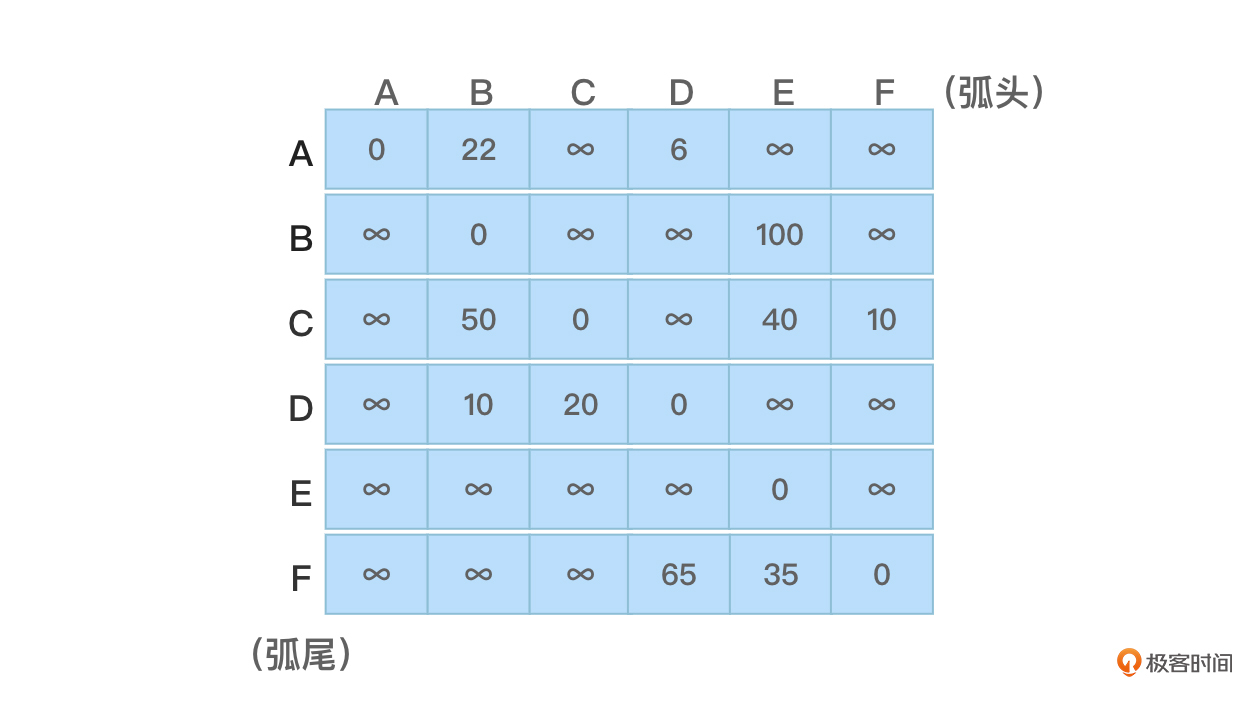 A B C D E F (弧头)
A 0 22 ∞ 6 ∞ ∞
B ∞ 0 ∞ ∞ 100 ∞
C ∞ 50 0 ∞ 40 10
D ∞ 10 20 0 ∞ ∞
E ∞ ∞ ∞ ∞ 0 ∞
F ∞ ∞ ∞ 65 35 0
(弧尾)
极客时间